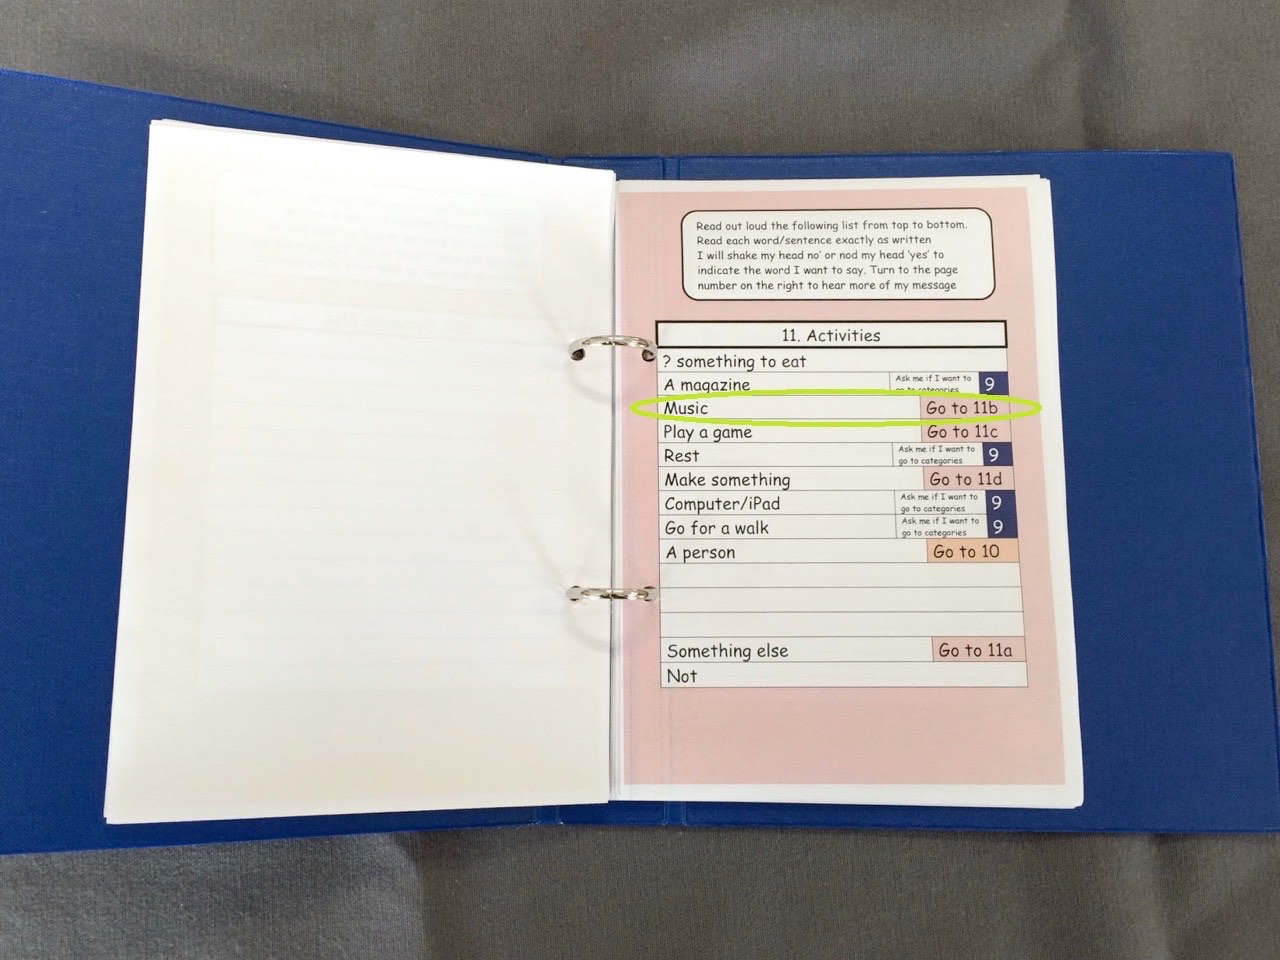 Read out loud the following list from top to bottom.
Read each word/sentence exactly as written
I will shake my head no' or nod my head 'yes' to
indicate the word I want to say. Turn to the page
number on the right to hear more of my message
11. Activities
? something to eat
A magazine Ask me if I want to go to categories 9
Music Go to 11b
Play a game Go to 11c
Rest Ask me if I want to go to categories 9
Make something Go to 11d
Computer/iPad Ask me if I want to go to categories 9
Go for a walk Ask me if I want to go to categories 9
A person Go to 10
Something else Go to 11a
Not